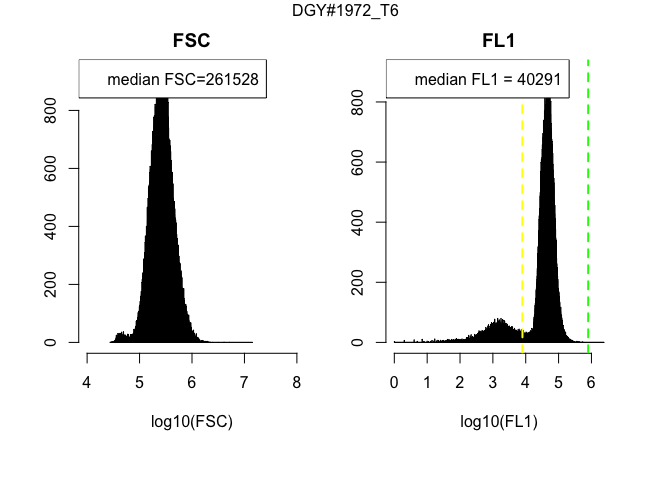 DGY#1972_T6
FSC
median FSC=261528
0
200
400
600
800
4 5 6 7 8
log10(FSC)
FL1
median FL1 = 40291
0
200
400
600
800
0 1 2 3 4 5 6
log10(FL1)